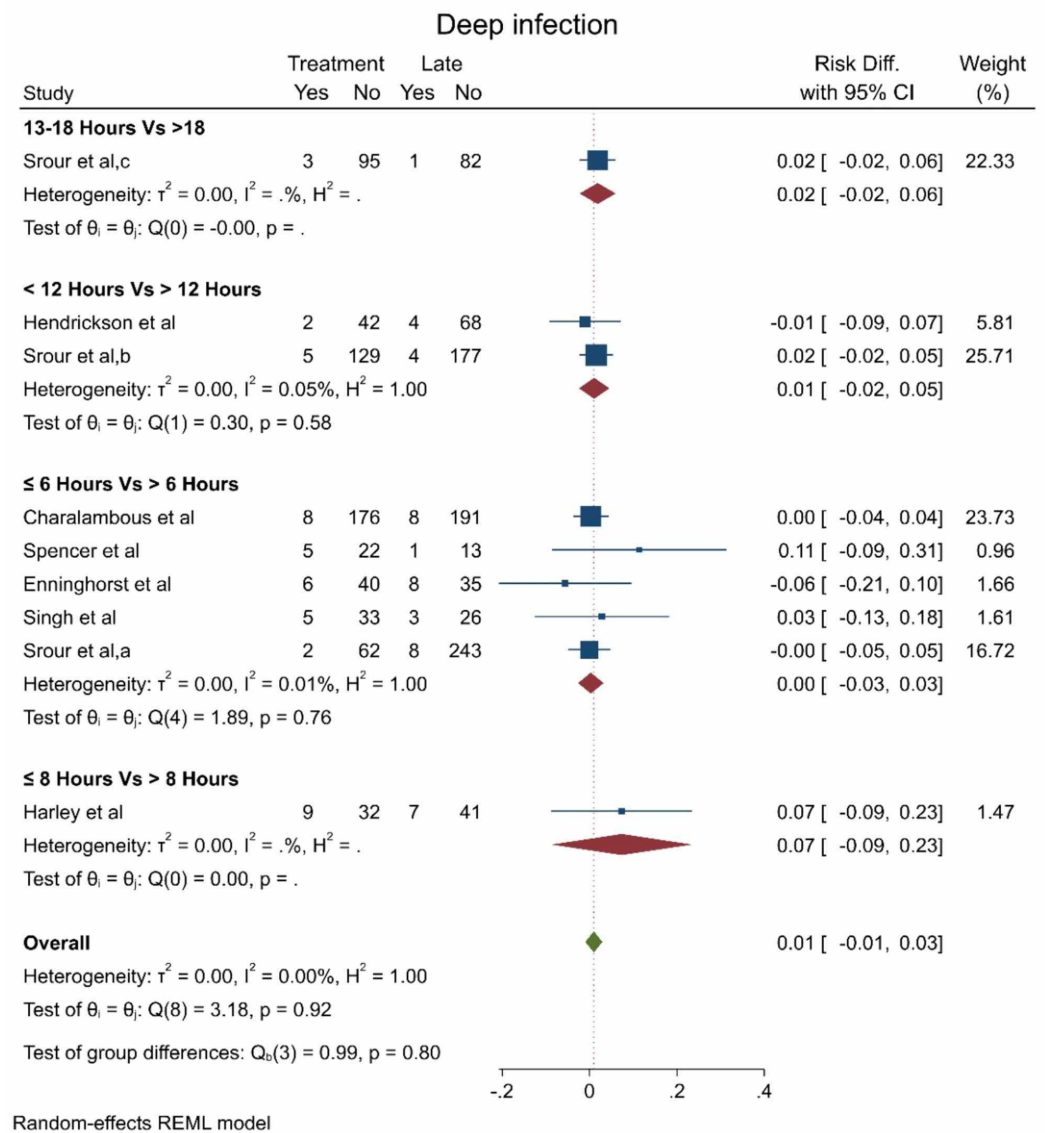 Deep infection
Treatment Late Risk Diff. Weight
Study Yes No Yes No with 95% CI (%)
13-18 Hours Vs >18
Srour et al,c 3 95 1 82 0.02 [ -0.02, 0.06] 22.33
Heterogeneity: τ² = 0.00, I² = .%, H² = . 0.02 [ -0.02, 0.06]
Test of θᵢ = θⱼ: Q(0) = -0.00, p = .
< 12 Hours Vs > 12 Hours
Hendrickson et al 2 42 4 68 -0.01 [ -0.09, 0.07] 5.81
Srour et al,b 5 129 4 177 0.02 [ -0.02, 0.05] 25.71
Heterogeneity: τ² = 0.00, I² = 0.05%, H² = 1.00 0.01 [ -0.02, 0.05]
Test of θᵢ = θⱼ: Q(1) = 0.30, p = 0.58
≤ 6 Hours Vs > 6 Hours
Charalambous et al 8 176 8 191 0.00 [ -0.04, 0.04] 23.73
Spencer et al 5 22 1 13 0.11 [ -0.09, 0.31] 0.96
Enninghorst et al 6 40 8 35 -0.06 [ -0.21, 0.10] 1.66
Singh et al 5 33 3 26 0.03 [ -0.13, 0.18] 1.61
Srour et al,a 2 62 8 243 -0.00 [ -0.05, 0.05] 16.72
Heterogeneity: τ² = 0.00, I² = 0.01%, H² = 1.00 0.00 [ -0.03, 0.03]
Test of θᵢ = θⱼ: Q(4) = 1.89, p = 0.76
≤ 8 Hours Vs > 8 Hours
Harley et al 9 32 7 41 0.07 [ -0.09, 0.23] 1.47
Heterogeneity: τ² = 0.00, I² = .%, H² = . 0.07 [ -0.09, 0.23]
Test of θᵢ = θⱼ: Q(0) = 0.00, p = .
Overall 0.01 [ -0.01, 0.03]
Heterogeneity: τ² = 0.00, I² = 0.00%, H² = 1.00
Test of θᵢ = θⱼ: Q(8) = 3.18, p = 0.92
Test of group differences: Q_b(3) = 0.99, p = 0.80
-.2 0 .2 .4
Random-effects REML model